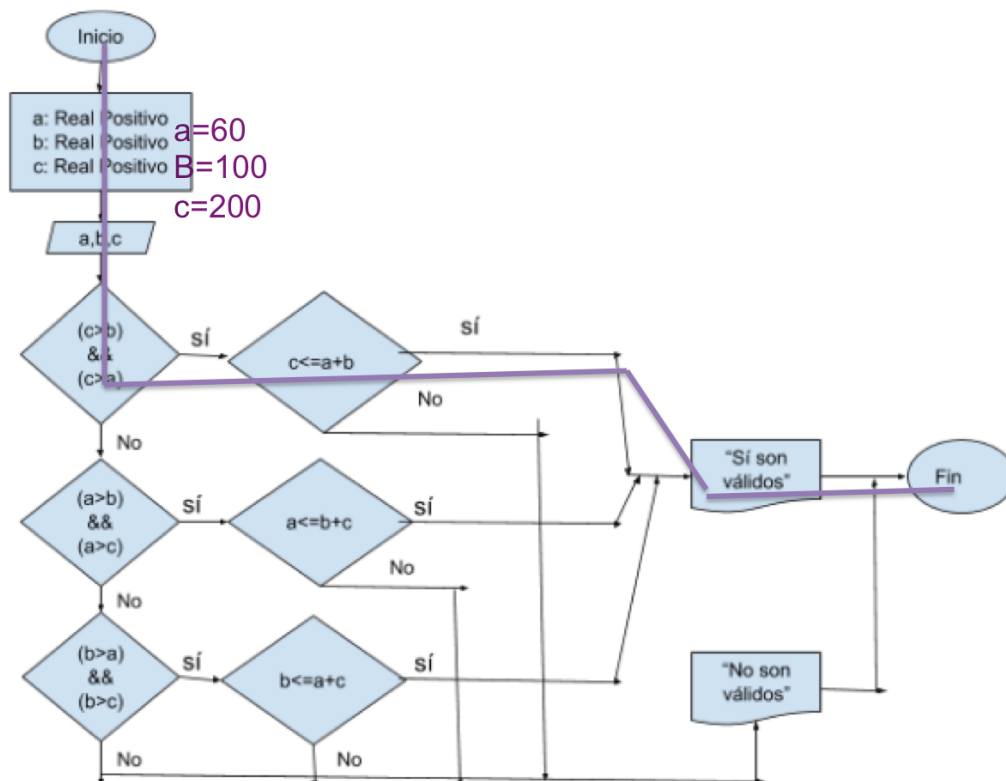 Inicio
a: Real Positivo
b: Real Positivo
c: Real Positivo
a=60
B=100
c=200
a,b,c
(c>b)
&&
(c>a)
sí
c<=a+b
sí
No
No
"Sí son
válidos"
Fin
(a>b)
&&
(a>c)
sí
a<=b+c
sí
No
No
(b>a)
&&
(b>c)
sí
b<=a+c
sí
"No son
válidos"
No
No